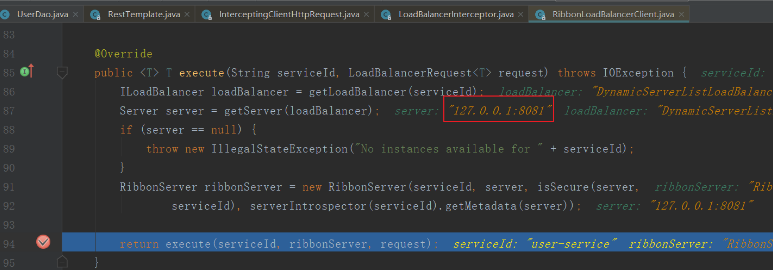 UserDao.java × RestTemplate.java × InterceptingClientHttpRequest.java × LoadBalancerInterceptor.java × RibbonLoadBalancerClient.java ×
83
84 @Override
85 public <T> T execute(String serviceId, LoadBalancerRequest<T> request) throws IOException { serviceId:
86 ILoadBalancer loadBalancer = getLoadBalancer(serviceId); loadBalancer: "DynamicServerListLoadBalanc
87 Server server = getServer(loadBalancer); server: "127.0.0.1:8081" loadBalancer: "DynamicServerList
88 if (server == null) {
89 throw new IllegalStateException("No instances available for " + serviceId);
90 }
91 RibbonServer ribbonServer = new RibbonServer(serviceId, server, isSecure(server, ribbonServer: "Rib
92 serviceId), serverIntrospector(serviceId).getMetadata(server)); server: "127.0.0.1:8081"
93
94 return execute(serviceId, ribbonServer, request); serviceId: "user-service" ribbonServer: "RibbonS
95 }